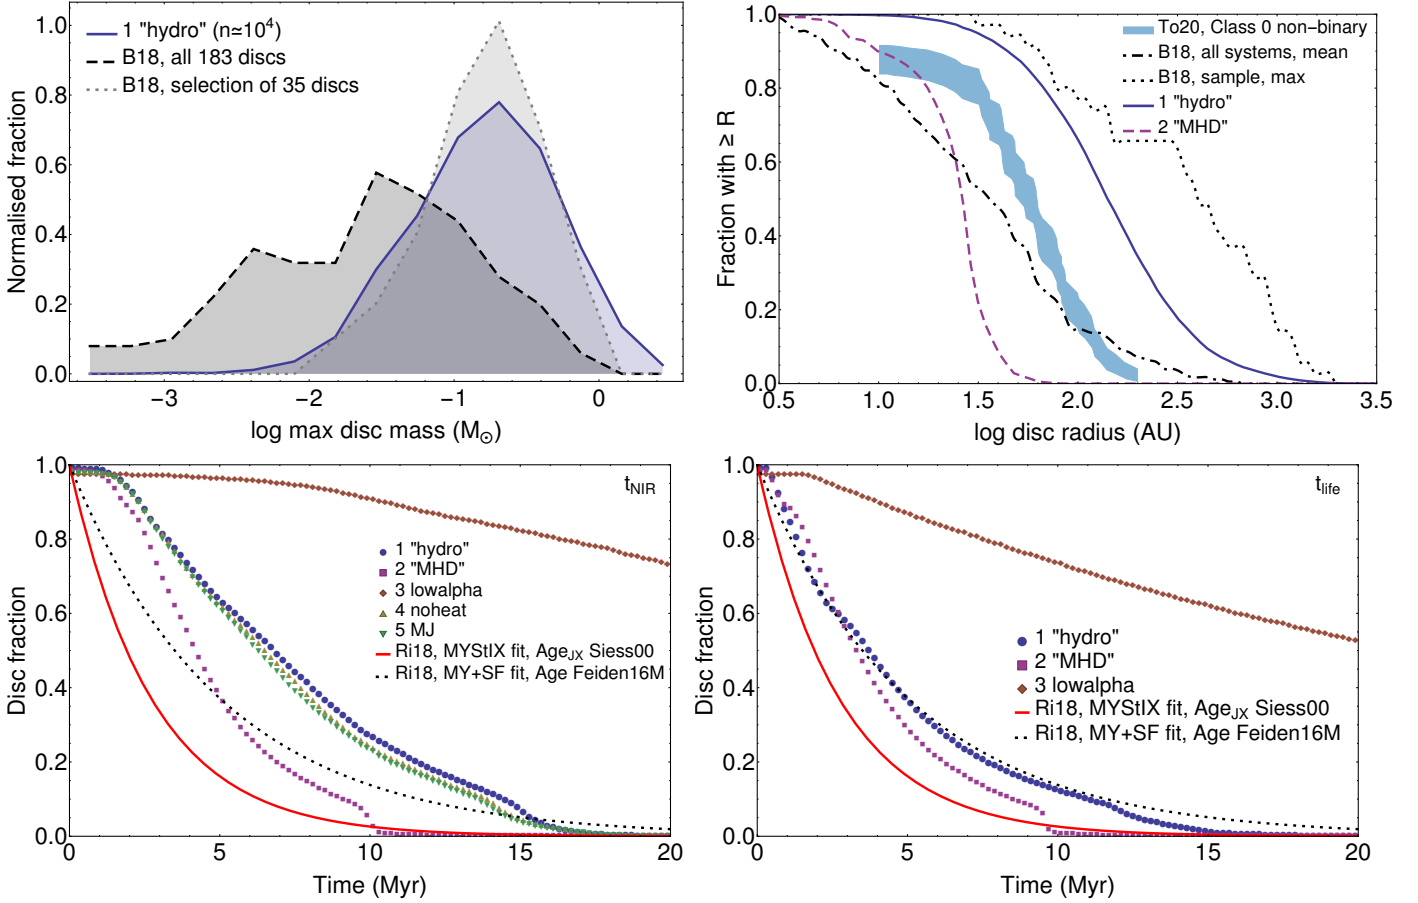 1 "hydro" (n≃10⁴)
B18, all 183 discs
B18, selection of 35 discs
Normalised fraction
1.0
0.8
0.6
0.4
0.2
0.0
−3
−2
−1
0
log max disc mass (M☉)
To20, Class 0 non−binary
B18, all systems, mean
B18, sample, max
1 "hydro"
2 "MHD"
Fraction with ≥ R
1.0
0.8
0.6
0.4
0.2
0.0
0.5
1.0
1.5
2.0
2.5
3.0
3.5
log disc radius (AU)
t_NIR
1 "hydro"
2 "MHD"
3 lowalpha
4 noheat
5 MJ
Ri18, MYStIX fit, Age_JX Siess00
Ri18, MY+SF fit, Age Feiden16M
Disc fraction
1.0
0.8
0.6
0.4
0.2
0.0
0
5
10
15
20
Time (Myr)
t_life
1 "hydro"
2 "MHD"
3 lowalpha
Ri18, MYStIX fit, Age_JX Siess00
Ri18, MY+SF fit, Age Feiden16M
Disc fraction
1.0
0.8
0.6
0.4
0.2
0.0
0
5
10
15
20
Time (Myr)